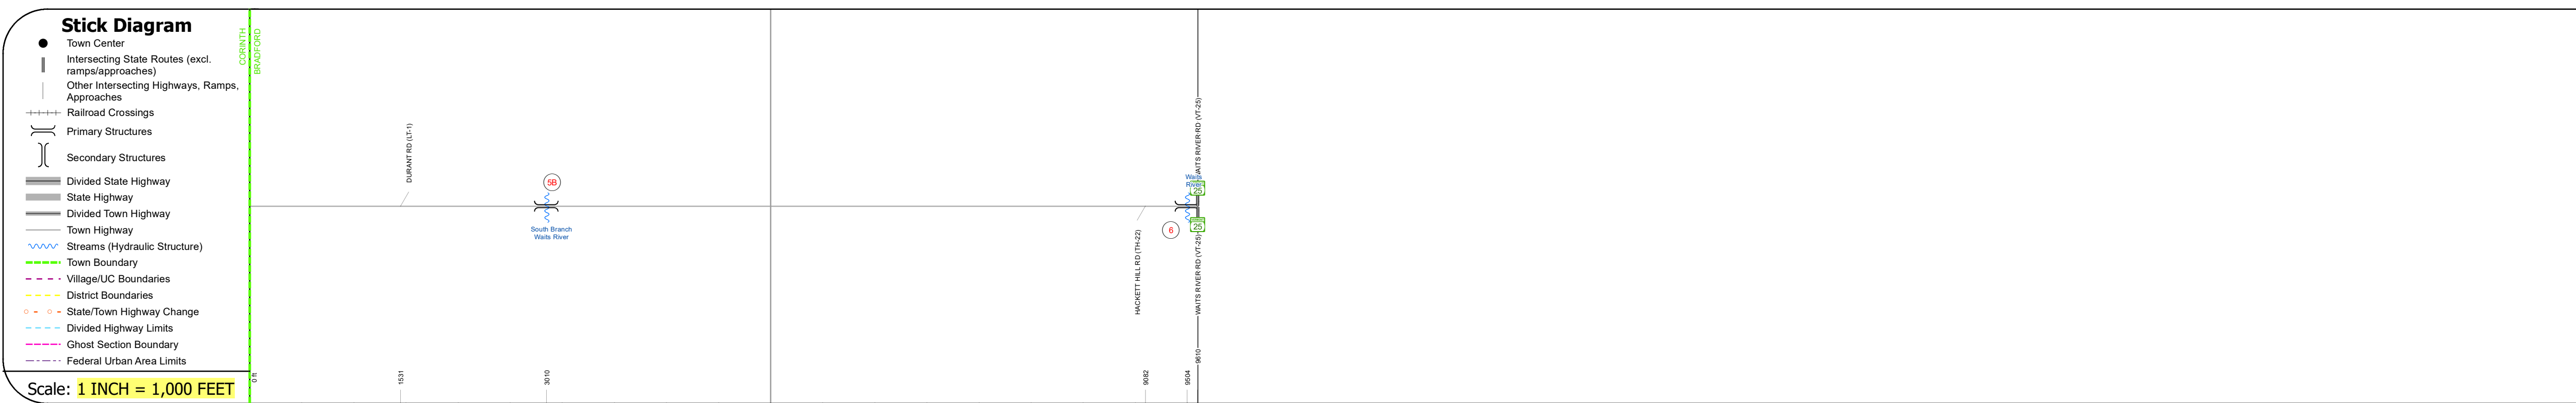 Stick Diagram
Town Center
Intersecting State Routes (excl.
ramps/approaches)
Other Intersecting Highways, Ramps,
Approaches
Railroad Crossings
Primary Structures
Secondary Structures
Divided State Highway
State Highway
Divided Town Highway
Town Highway
Streams (Hydraulic Structure)
Town Boundary
Village/UC Boundaries
District Boundaries
State/Town Highway Change
Divided Highway Limits
Ghost Section Boundary
Federal Urban Area Limits
Scale: 1 INCH = 1,000 FEET
CORINTH
BRADFORD
DURANT RD (LT-1)
5B
South Branch
Waits River
HACKETT HILL RD (TH-22)
6
Waits
River
WAITS RIVER RD (VT-25)
25
25
WAITS RIVER RD (VT-25)
0 ft
1531
3010
9082
9504
9610